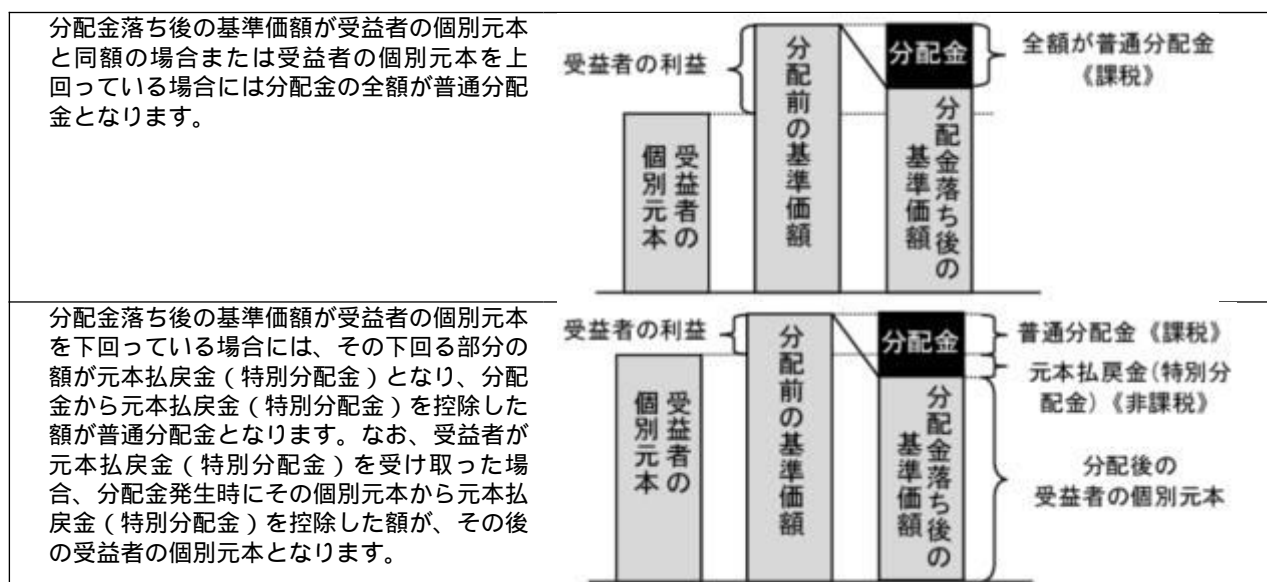 分配金落ち後の基準価額が受益者の個別元本
と同額の場合または受益者の個別元本を上
回っている場合には分配金の全額が普通分配
金となります。
受益者の利益
受益者の
個別元本
分配前の基準価額
分配金
分配金落ち後の
基準価額
全額が普通分配金
《課税》
分配金落ち後の基準価額が受益者の個別元本
を下回っている場合には、その下回る部分の
額が元本払戻金(特別分配金)となり、分配
金から元本払戻金(特別分配金)を控除した
額が普通分配金となります。なお、受益者が
元本払戻金(特別分配金)を受け取った場
合、分配金発生時にその個別元本から元本払
戻金(特別分配金)を控除した額が、その後
の受益者の個別元本となります。
受益者の利益
受益者の
個別元本
分配前の基準価額
分配金
分配金落ち後の
基準価額
普通分配金《課税》
元本払戻金(特別分
配金)《非課税》
分配後の
受益者の個別元本